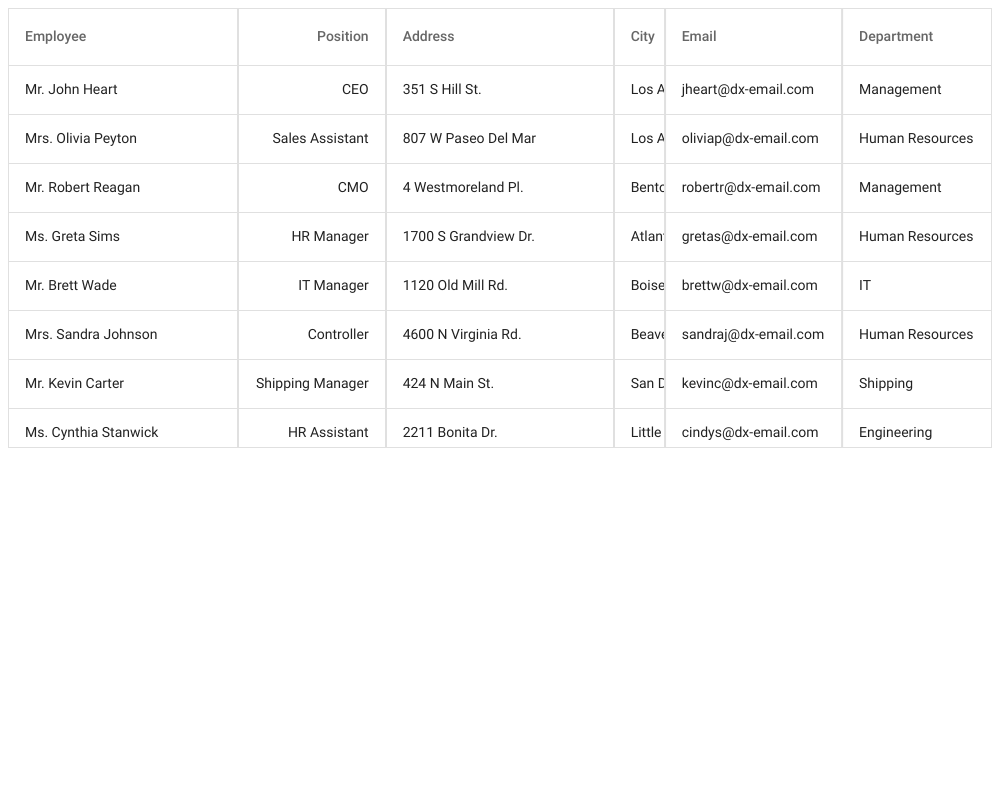 Employee Position Address City Email Department
Mr. John Heart CEO 351 S Hill St. Los jheart@dx-email.com Management
Mrs. Olivia Peyton Sales Assistant 807 W Paseo Del Mar Los oliviap@dx-email.com Human Resources
Mr. Robert Reagan CMO 4 Westmoreland Pl. robertr@dx-email.com Management
Ms. Greta Sims HR Manager 1700 S Grandview Dr. gretas@dx-email.com Human Resources
Mr. Brett Wade IT Manager 1120 Old Mill Rd. Boise brettw@dx-email.com IT
Mrs. Sandra Johnson Controller 4600 N Virginia Rd. sandraj@dx-email.com Human Resources
Mr. Kevin Carter Shipping Manager 424 N Main St. San kevinc@dx-email.com Shipping
Ms. Cynthia Stanwick HR Assistant 2211 Bonita Dr. Little cindys@dx-email.com Engineering